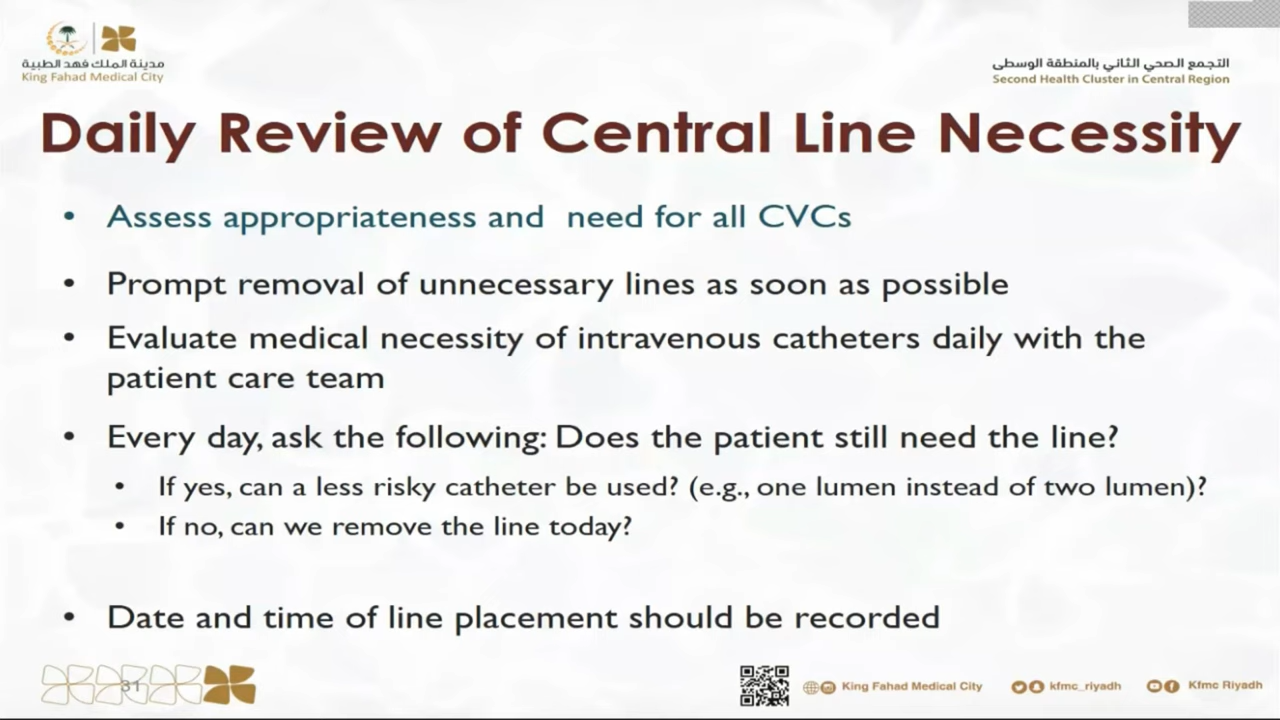 مدينة الملك فهد الطبية
King Fahad Medical City
التجمع الصحي الثاني بالمنطقة الوسطى
Second Health Cluster in Central Region
Daily Review of Central Line Necessity
• Assess appropriateness and need for all CVCs
• Prompt removal of unnecessary lines as soon as possible
• Evaluate medical necessity of intravenous catheters daily with the
patient care team
• Every day, ask the following: Does the patient still need the line?
• If yes, can a less risky catheter be used? (e.g., one lumen instead of two lumen)?
• If no, can we remove the line today?
• Date and time of line placement should be recorded
31
King Fahad Medical City
kfmc_riyadh
Kfmc Riyadh